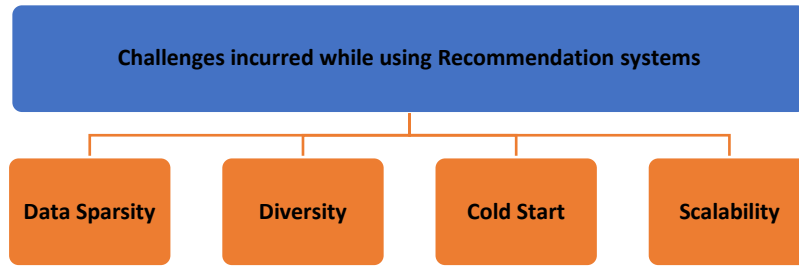 Challenges incurred while using Recommendation systems
Data Sparsity
Diversity
Cold Start
Scalability